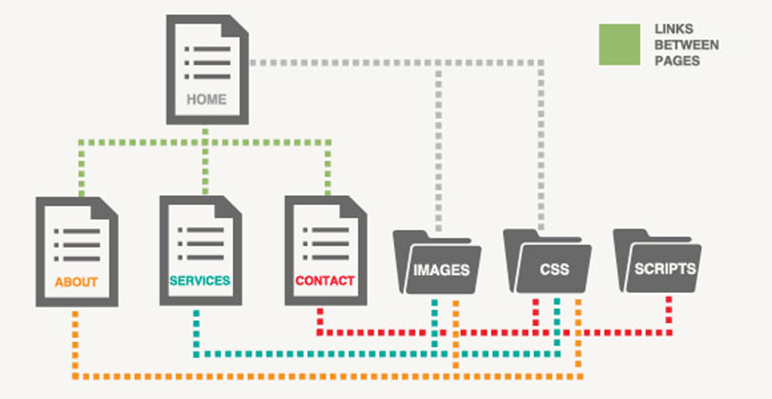 LINKS
BETWEEN
PAGES
HOME
ABOUT
SERVICES
CONTACT
IMAGES
CSS
SCRIPTS